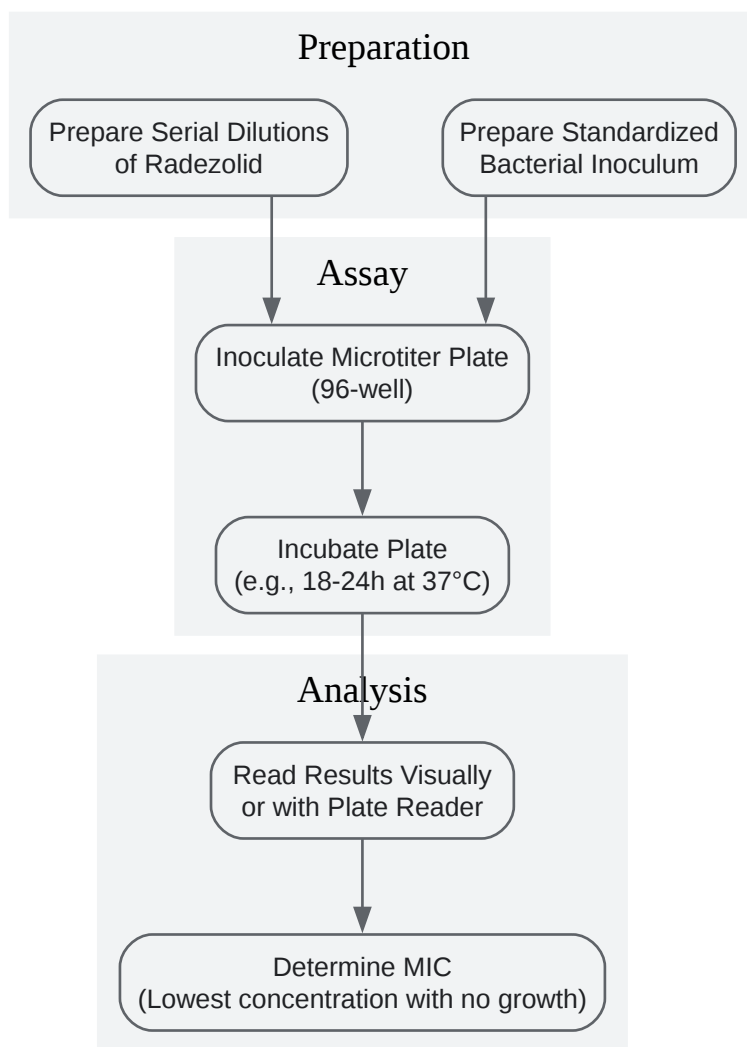 Preparation
Prepare Serial Dilutions
of Radezolid
Prepare Standardized
Bacterial Inoculum
Assay
Inoculate Microtiter Plate
(96-well)
Incubate Plate
(e.g., 18-24h at 37°C)
Analysis
Read Results Visually
or with Plate Reader
Determine MIC
(Lowest concentration with no growth)